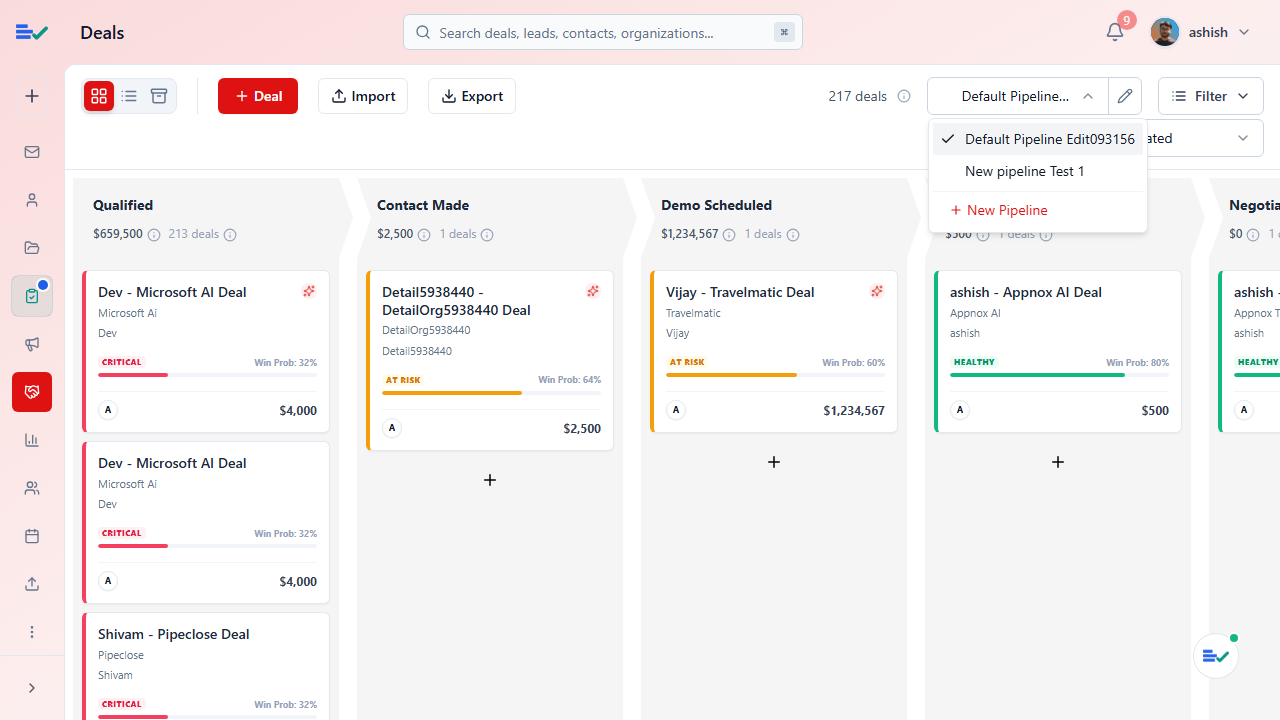 Deals
Search deals, leads, contacts, organizations...
⌘
9
ashish
Deal
Import
Export
217 deals
Default Pipeline...
Filter
Default Pipeline Edit093156
New pipeline Test 1
+ New Pipeline
ated
Qualified
$659,500
213 deals
Contact Made
$2,500
1 deals
Demo Scheduled
$1,234,567
1 deals
$500
1 deals
Negotia
$0
1
Dev - Microsoft AI Deal
Microsoft Ai
Dev
CRITICAL
Win Prob: 32%
A
$4,000
Dev - Microsoft AI Deal
Microsoft Ai
Dev
CRITICAL
Win Prob: 32%
A
$4,000
Shivam - Pipeclose Deal
Pipeclose
Shivam
CRITICAL
Win Prob: 32%
Detail5938440 -
DetailOrg5938440 Deal
DetailOrg5938440
Detail5938440
AT RISK
Win Prob: 64%
A
$2,500
Vijay - Travelmatic Deal
Travelmatic
Vijay
AT RISK
Win Prob: 60%
A
$1,234,567
ashish - Appnox AI Deal
Appnox AI
ashish
HEALTHY
Win Prob: 80%
A
$500
ashish -
Appnox T
ashish
HEALTHY
A